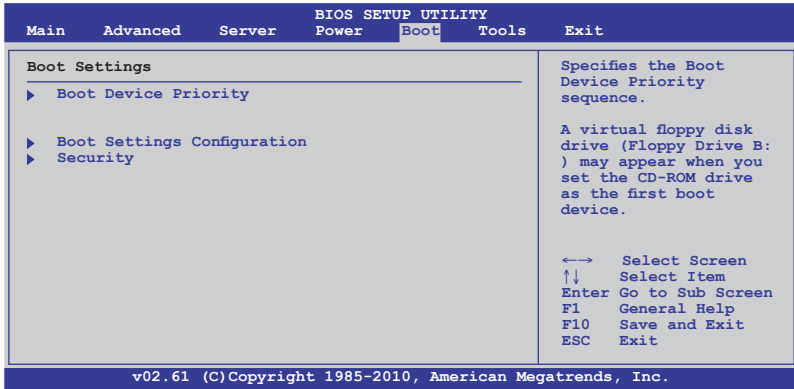 BIOS SETUP UTILITY
Main Advanced Server Power Boot Tools Exit
Boot Settings
Boot Device Priority
Boot Settings Configuration
Security
Specifies the Boot
Device Priority
sequence.
A virtual floppy disk
drive (Floppy Drive B:
) may appear when you
set the CD-ROM drive
as the first boot
device.
←→ Select Screen
↑↓ Select Item
Enter Go to Sub Screen
F1 General Help
F10 Save and Exit
ESC Exit
v02.61 (C)Copyright 1985-2010, American Megatrends, Inc.